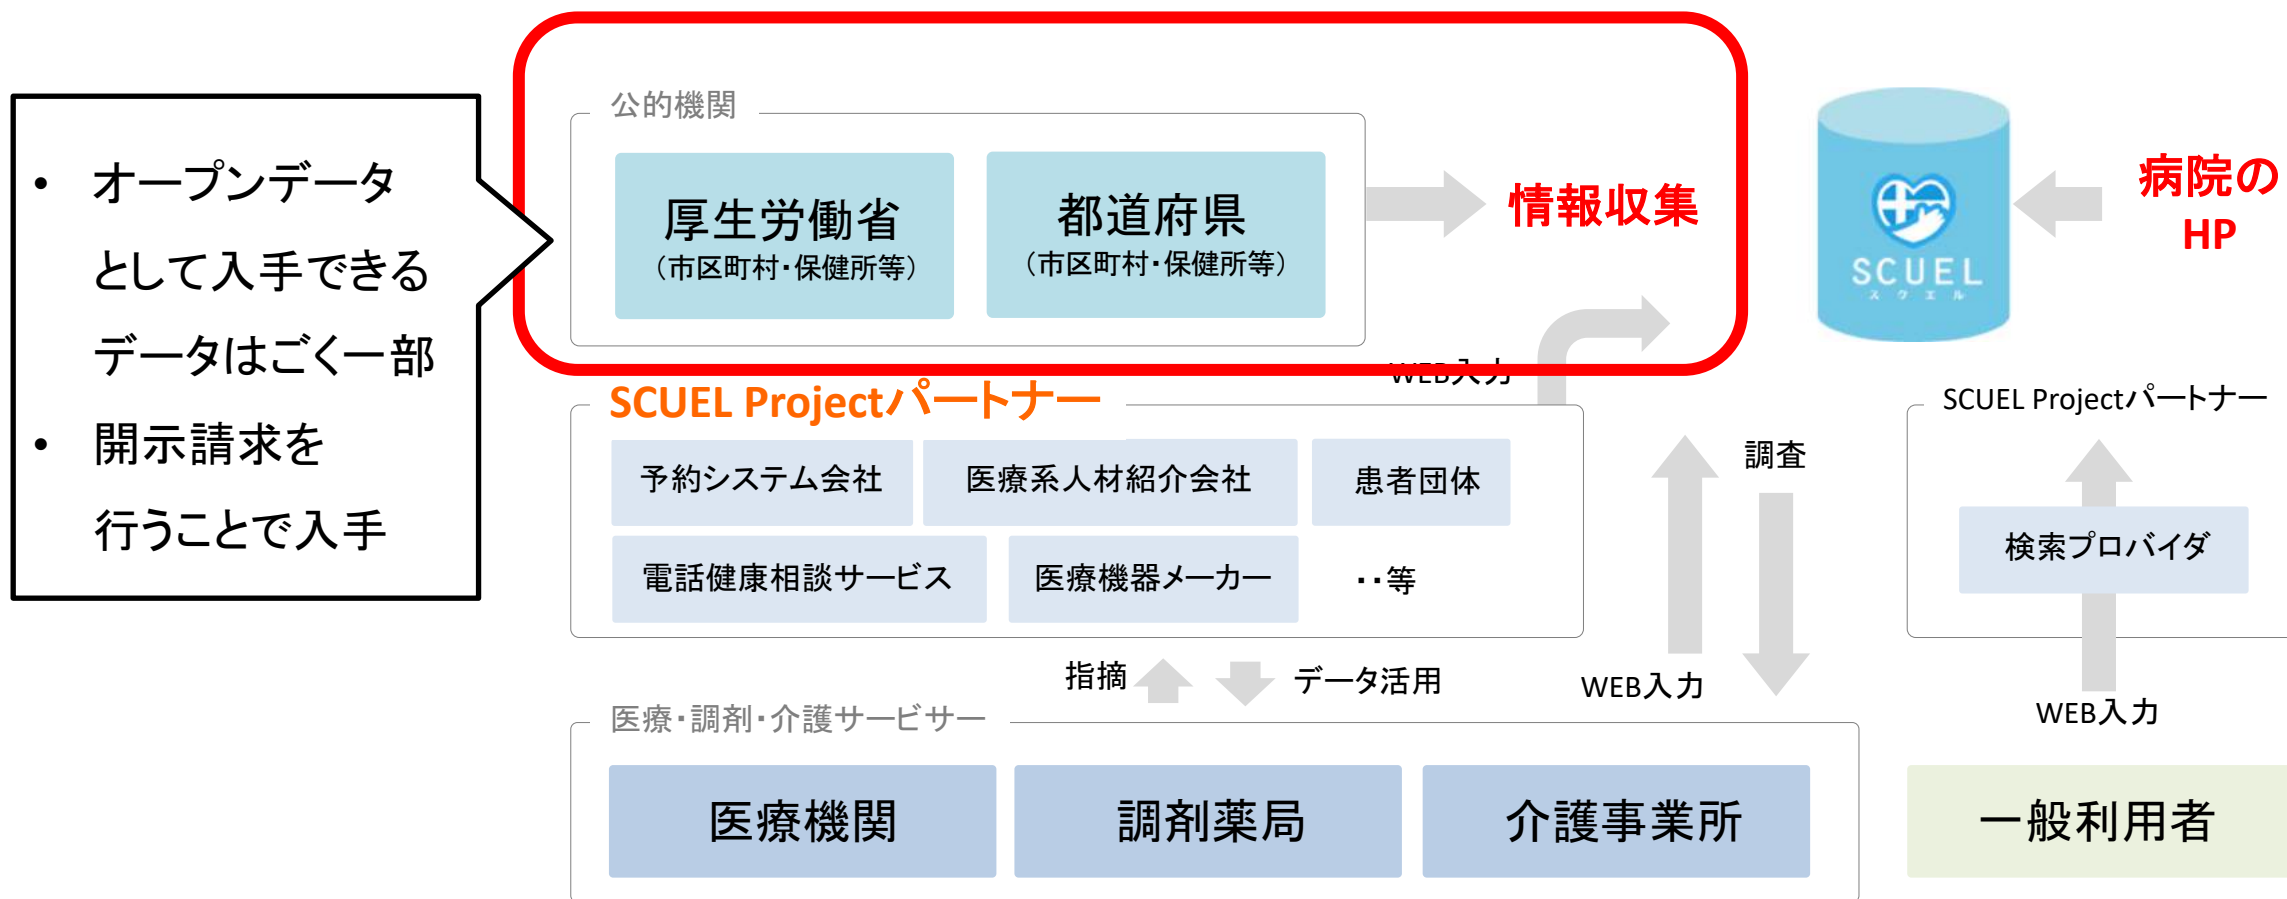 • オープンデータ
として入手できる
データはごく一部
• 開示請求を
行うことで入手
公的機関
厚生労働省
（市区町村・保健所等）
都道府県
（市区町村・保健所等）
情報収集
SCUEL
スクエル
病院の
HP
WEB入力
SCUEL Projectパートナー
予約システム会社
医療系人材紹介会社
患者団体
電話健康相談サービス
医療機器メーカー
・・等
調査
WEB入力
SCUEL Projectパートナー
検索プロバイダ
WEB入力
指摘
データ活用
医療・調剤・介護サービサー
医療機関
調剤薬局
介護事業所
一般利用者